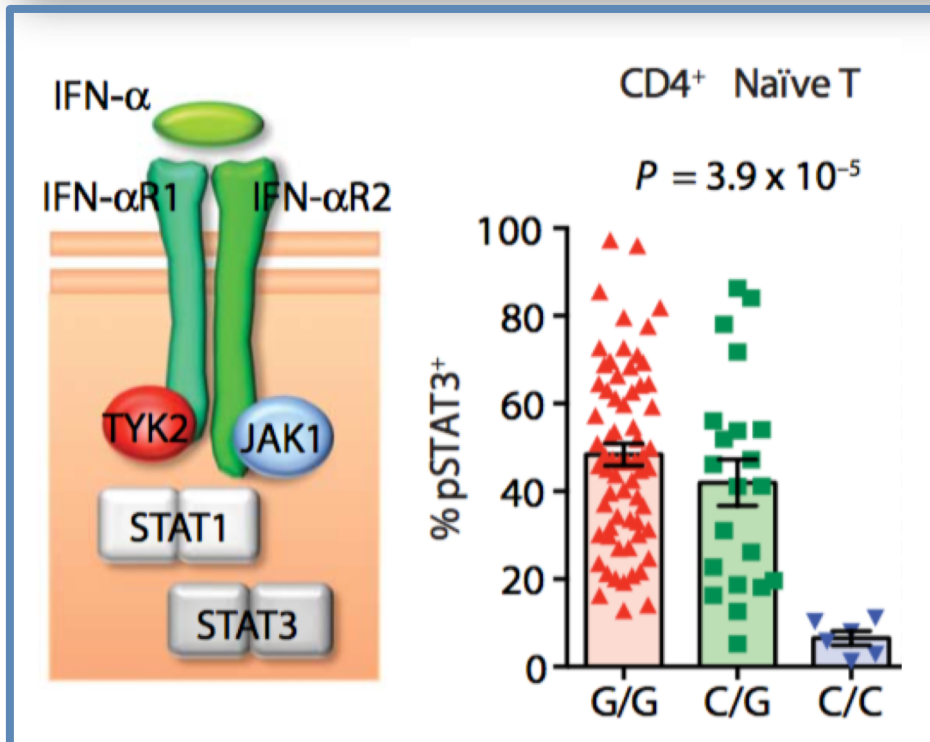 IFN-α
IFN-αR1 IFN-αR2
TYK2
JAK1
STAT1
STAT3
CD4⁺ Naïve T
P = 3.9 x 10⁻⁵
% pSTAT3⁺
100
80
60
40
20
0
G/G C/G C/C